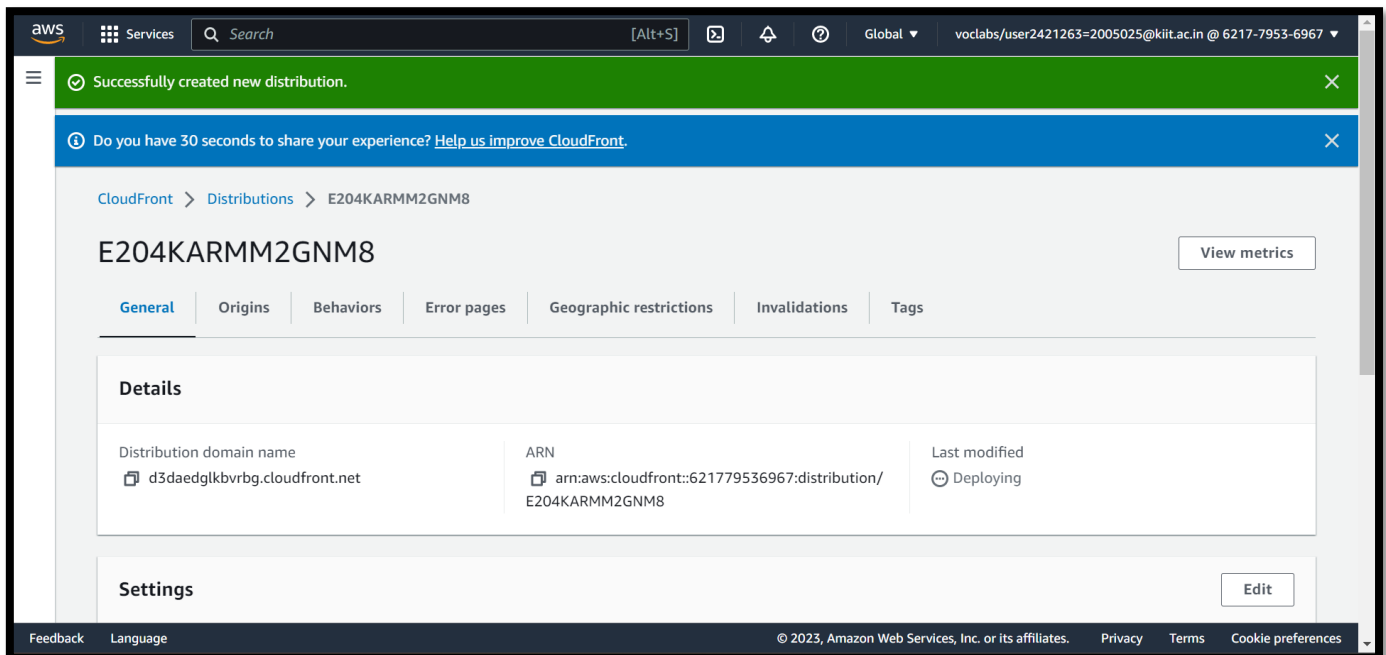 aws
Services
Search
[Alt+S]
Global
voclabs/user2421263=2005025@kiit.ac.in @ 6217-7953-6967
Successfully created new distribution.
Do you have 30 seconds to share your experience? Help us improve CloudFront.
CloudFront > Distributions > E204KARMM2GNM8
E204KARMM2GNM8
View metrics
General
Origins
Behaviors
Error pages
Geographic restrictions
Invalidations
Tags
Details
Distribution domain name
d3daedglkbvrbg.cloudfront.net
ARN
arn:aws:cloudfront::621779536967:distribution/
E204KARMM2GNM8
Last modified
Deploying
Settings
Edit
Feedback
Language
© 2023, Amazon Web Services, Inc. or its affiliates.
Privacy
Terms
Cookie preferences